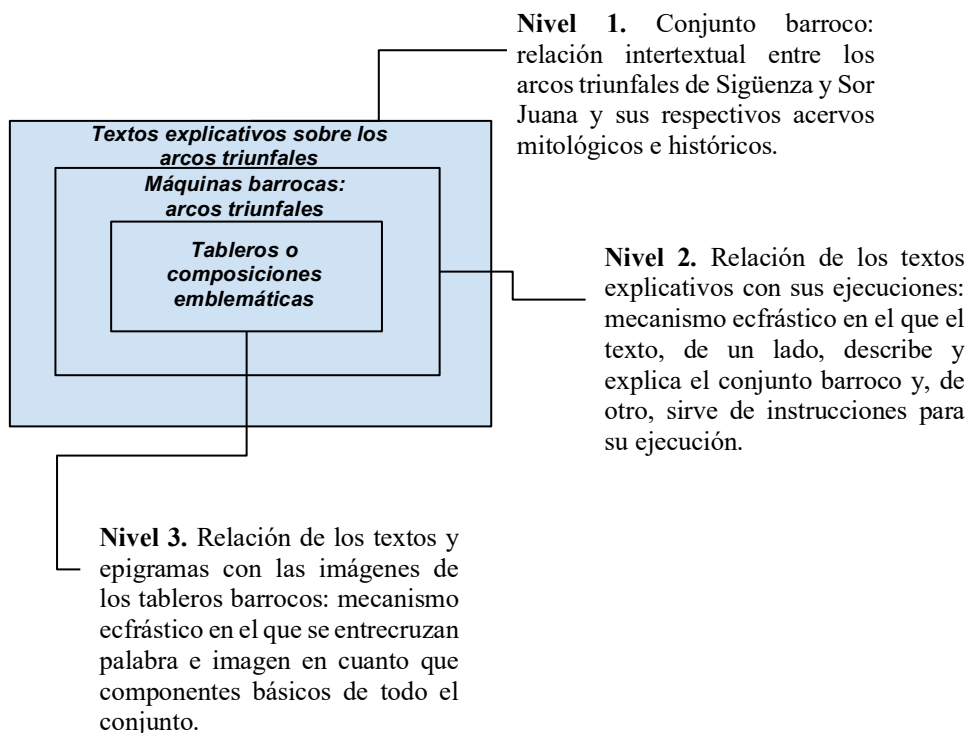 Nivel 1. Conjunto barroco:
relación intertextual entre los
arcos triunfales de Sigüenza y Sor
Juana y sus respectivos acervos
mitológicos e históricos.
Textos explicativos sobre los
arcos triunfales
Máquinas barrocas:
arcos triunfales
Tableros o
composiciones
emblemáticas
Nivel 2. Relación de los textos
explicativos con sus ejecuciones:
mecanismo ecfrástico en el que el
texto, de un lado, describe y
explica el conjunto barroco y, de
otro, sirve de instrucciones para
su ejecución.
Nivel 3. Relación de los textos y
epigramas con las imágenes de
los tableros barrocos: mecanismo
ecfrástico en el que se entrecruzan
palabra e imagen en cuanto que
componentes básicos de todo el
conjunto.